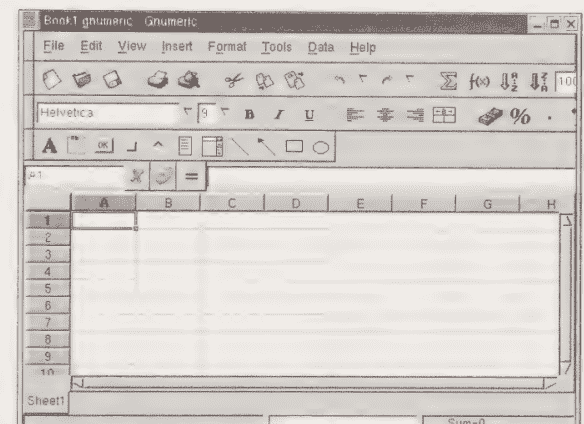 Book1.gnumeric : Gnumeric
File Edit View Insert Format Tools Data Help
f(x) A Z Z A 100
Helvetica 9 B I U %
A OK
A1 =
A B C D E F G H
1
2
3
4
5
6
7
8
9
10
Sheet1
Sum=0